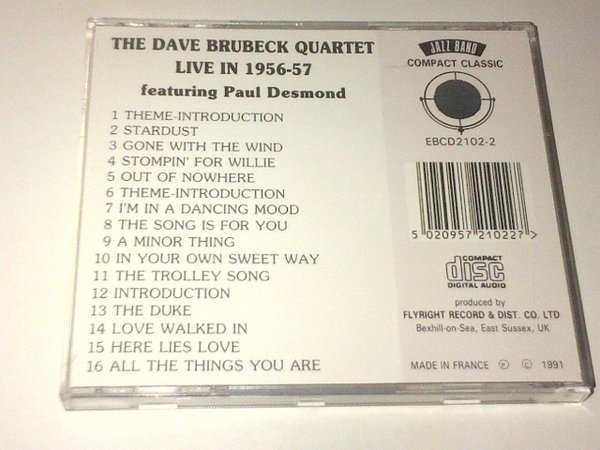 THE DAVE BRUBECK QUARTET
LIVE IN 1956-57
featuring Paul Desmond
1 THEME-INTRODUCTION
2 STARDUST
3 GONE WITH THE WIND
4 STOMPIN' FOR WILLIE
5 OUT OF NOWHERE
6 THEME-INTRODUCTION
7 I'M IN A DANCING MOOD
8 THE SONG IS FOR YOU
9 A MINOR THING
10 IN YOUR OWN SWEET WAY
11 THE TROLLEY SONG
12 INTRODUCTION
13 THE DUKE
14 LOVE WALKED IN
15 HERE LIES LOVE
16 ALL THE THINGS YOU ARE
JAZZ BAND
COMPACT CLASSIC
EBCD2102-2
5 020957 210227>
COMPACT
disc
DIGITAL AUDIO
produced by
FLYRIGHT RECORD & DIST. CO. LTD
Bexhill-on-Sea, East Sussex, UK
MADE IN FRANCE ℗ © 1991